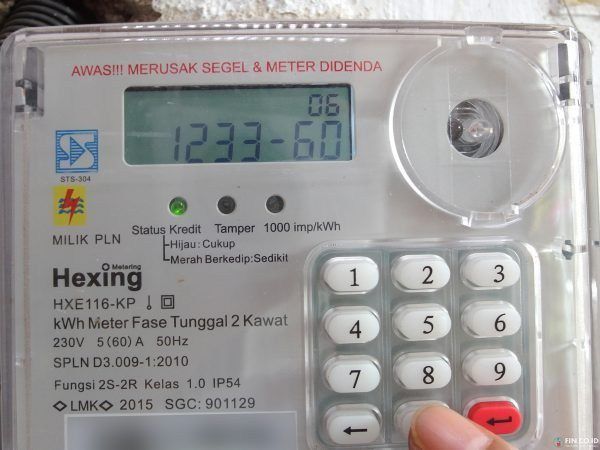 AWAS!!! MERUSAK SEGEL & METER DIDENDA
06
1233-60
STS-304
Status Kredit Tamper 1000 imp/kWh
Hijau: Cukup
Merah Berkedip: Sedikit
MILIK PLN
Hexing
Metering
HXE116-KP
kWh Meter Fase Tunggal 2 Kawat
230V 5(60)A 50Hz
SPLN D3.009-1:2010
Fungsi 2S-2R Kelas 1.0 IP54
LMK 2015 SGC: 901129
1 2 3
4 5 6
7 8 9
FIN.CO.ID